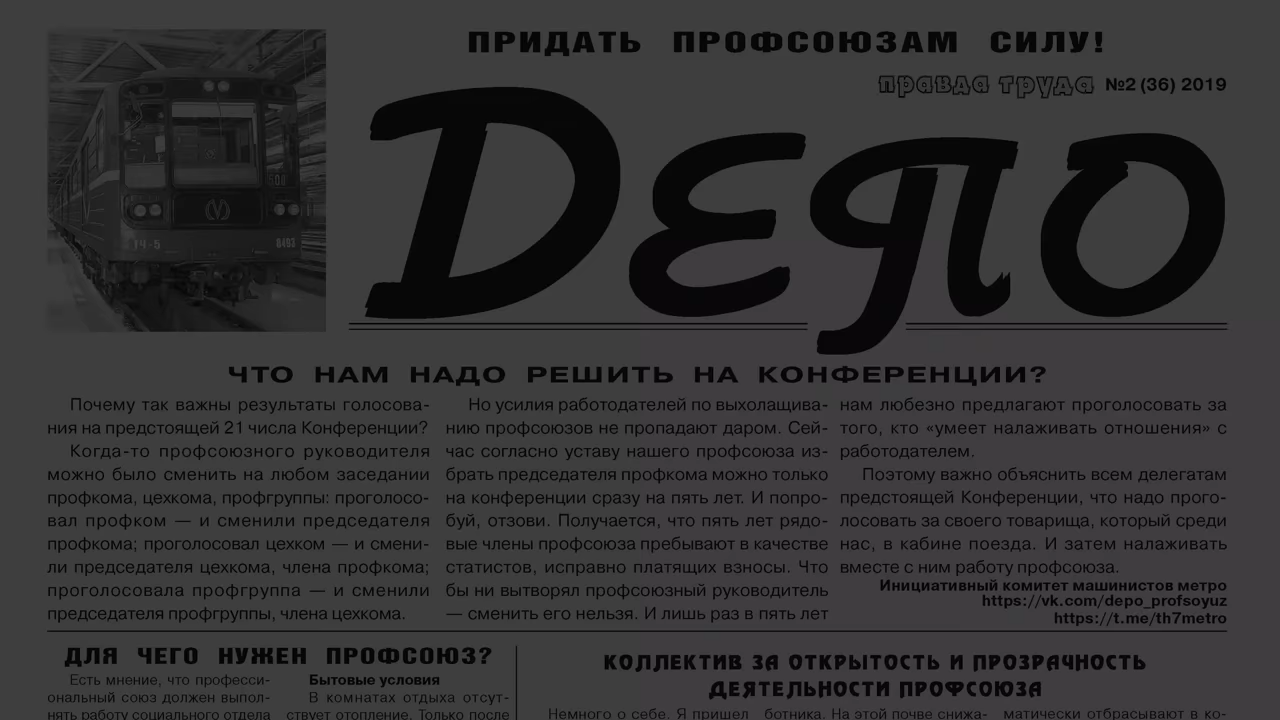 ПРИДАТЬ ПРОФСОЮЗАМ СИЛУ!
правда труда №2 (36) 2019
ДЕПО
ТЧ-5 8493
ЧТО НАМ НАДО РЕШИТЬ НА КОНФЕРЕНЦИИ?
Почему так важны результаты голосова-
ния на предстоящей 21 числа Конференции?
Когда-то профсоюзного руководителя
можно было сменить на любом заседании
профкома, цехкома, профгруппы: проголосо-
вал профком — и сменили председателя
профкома; проголосовал цехком — и смени-
ли председателя цехкома, члена профкома;
проголосовала профгруппа — и сменили
председателя профгруппы, члена цехкома.
Но усилия работодателей по выхолащива-
нию профсоюзов не пропадают даром. Сей-
час согласно уставу нашего профсоюза из-
брать председателя профкома можно только
на конференции сразу на пять лет. И попро-
буй, отзови. Получается, что пять лет рядо-
вые члены профсоюза пребывают в качестве
статистов, исправно платящих взносы. Что
бы ни вытворял профсоюзный руководитель
— сменить его нельзя. И лишь раз в пять лет
нам любезно предлагают проголосовать за
того, кто «умеет налаживать отношения» с
работодателем.
Поэтому важно объяснить всем делегатам
предстоящей Конференции, что надо прого-
лосовать за своего товарища, который среди
нас, в кабине поезда. И затем налаживать
вместе с ним работу профсоюза.
Инициативный комитет машинистов метро
https://vk.com/depo_profsoyuz
https://t.me/th7metro
ДЛЯ ЧЕГО НУЖЕН ПРОФСОЮЗ?
Есть мнение, что професси-
ональный союз должен выпол-
нять работу социального отдела
Бытовые условия
В комнатах отдыха отсут-
ствует отопление. Только после
КОЛЛЕКТИВ ЗА ОТКРЫТОСТЬ И ПРОЗРАЧНОСТЬ
ДЕЯТЕЛЬНОСТИ ПРОФСОЮЗА
Немного о себе. Я пришел
ботника. На этой почве снижа-
матически отбрасывают в ко-